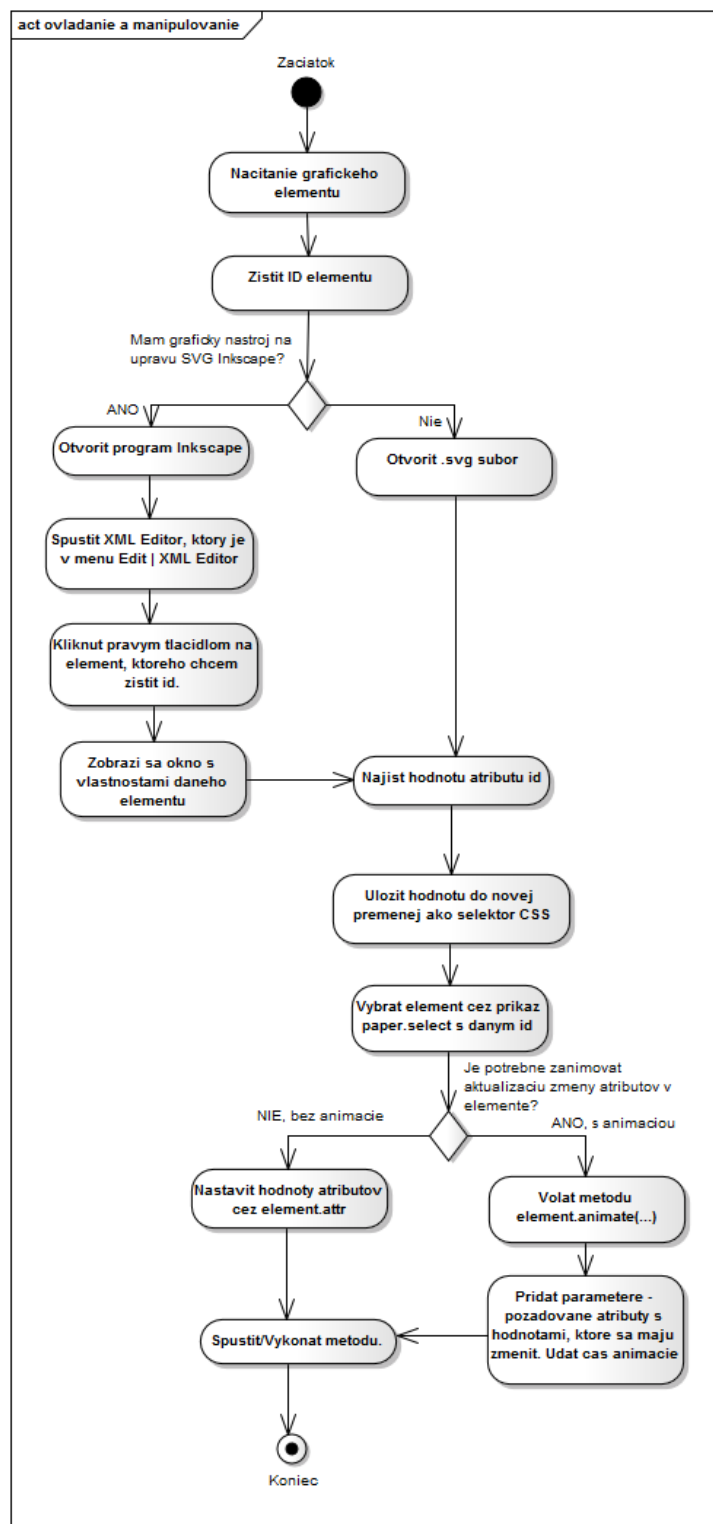 act ovladanie a manipulovanie
Zaciatok
Nacitanie grafickeho
elementu
Zistit ID elementu
Mam graficky nastroj na
upravu SVG Inkscape?
ANO
Nie
Otvorit program Inkscape
Otvorit .svg subor
Spustit XML Editor, ktory je
v menu Edit | XML Editor
Kliknut pravym tlacidlom na
element, ktoreho chcem
zistit id.
Zobrazi sa okno s
vlastnostami daneho
elementu
Najist hodnotu atributu id
Ulozit hodnotu do novej
premenej ako selektor CSS
Vybrat element cez prikaz
paper.select s danym id
Je potrebne zanimovat
aktualizaciu zmeny atributov v
elemente?
NIE, bez animacie
ANO, s animaciou
Nastavit hodnoty atributov
cez element.attr
Volat metodu
element.animate(...)
Pridat parametere -
pozadovane atributy s
hodnotami, ktore sa maju
zmenit. Udat cas animacie
Spustit/Vykonat metodu.
Koniec